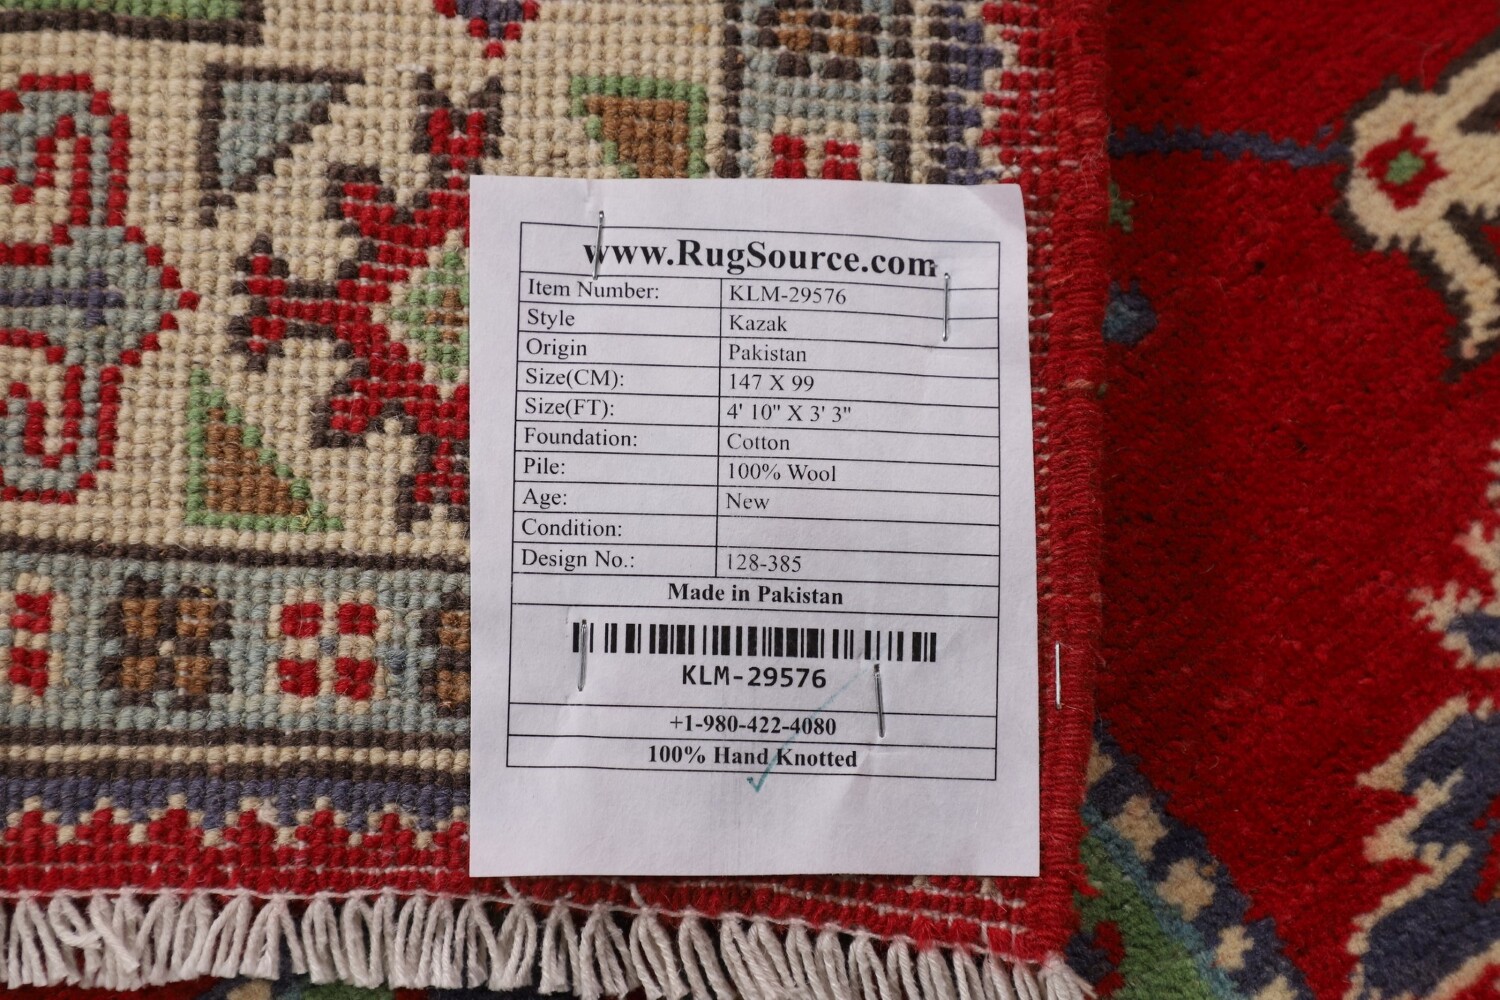 www.RugSource.com
Item Number: KLM-29576
Style Kazak
Origin Pakistan
Size(CM): 147 X 99
Size(FT): 4' 10" X 3' 3"
Foundation: Cotton
Pile: 100% Wool
Age: New
Condition:
Design No.: 128-385
Made in Pakistan
KLM-29576
+1-980-422-4080
100% Hand Knotted